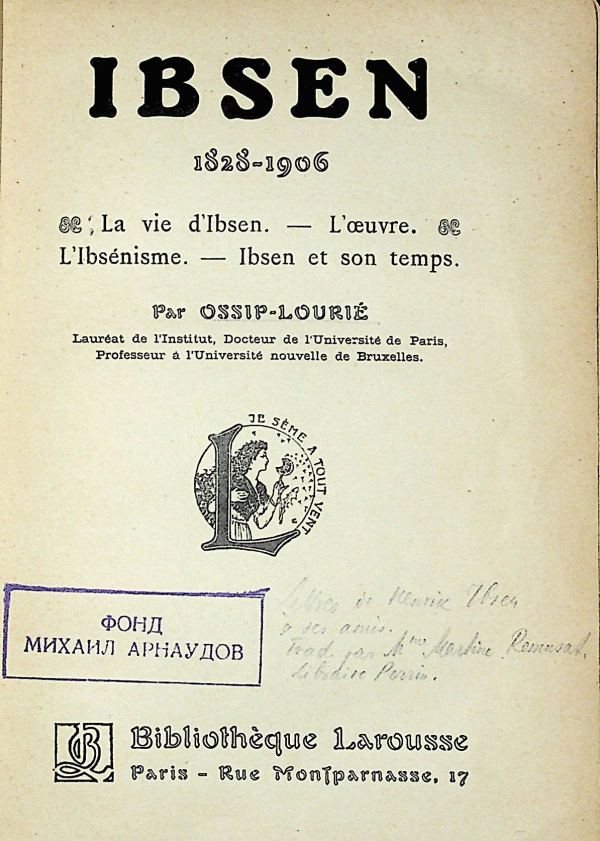 IBSEN
1828-1906
La vie d'Ibsen. — L'œuvre.
L'Ibsénisme. — Ibsen et son temps.
Par OSSIP-LOURIÉ
Lauréat de l'Institut, Docteur de l'Université de Paris,
Professeur à l'Université nouvelle de Bruxelles.
JE SÈME A TOUT VENT
L
ФОНД
МИХАИЛ АРНАУДОВ
Lettres de Henrik Ibsen
à ses amis.
Trad. par Mme Martine Remusat.
Librairie Perrin.
Bibliothèque Larousse
Paris - Rue Montparnasse, 17